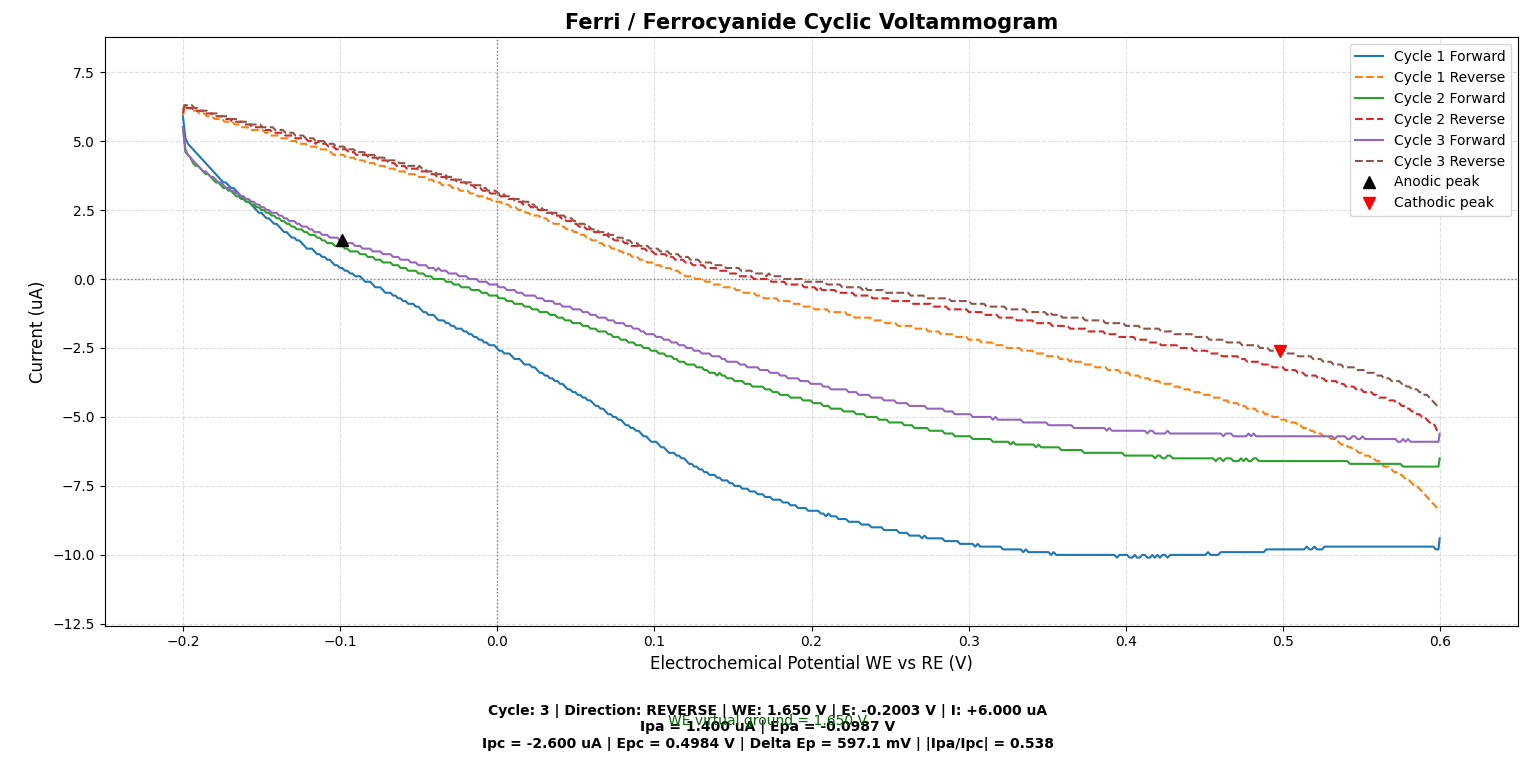 Ferri / Ferrocyanide Cyclic Voltammogram
Cycle 1 Forward
Cycle 1 Reverse
Cycle 2 Forward
Cycle 2 Reverse
Cycle 3 Forward
Cycle 3 Reverse
Anodic peak
Cathodic peak
Current (uA)
7.5
5.0
2.5
0.0
−2.5
−5.0
−7.5
−10.0
−12.5
−0.2
−0.1
0.0
0.1
0.2
0.3
0.4
0.5
0.6
Electrochemical Potential WE vs RE (V)
Cycle: 3 | Direction: REVERSE | WE: 1.650 V | E: -0.2003 V | I: +6.000 uA
WE virtual ground = 1.650 V
Ipa = 1.400 uA | Epa = -0.0987 V
Ipc = -2.600 uA | Epc = 0.4984 V | Delta Ep = 597.1 mV | |Ipa/Ipc| = 0.538